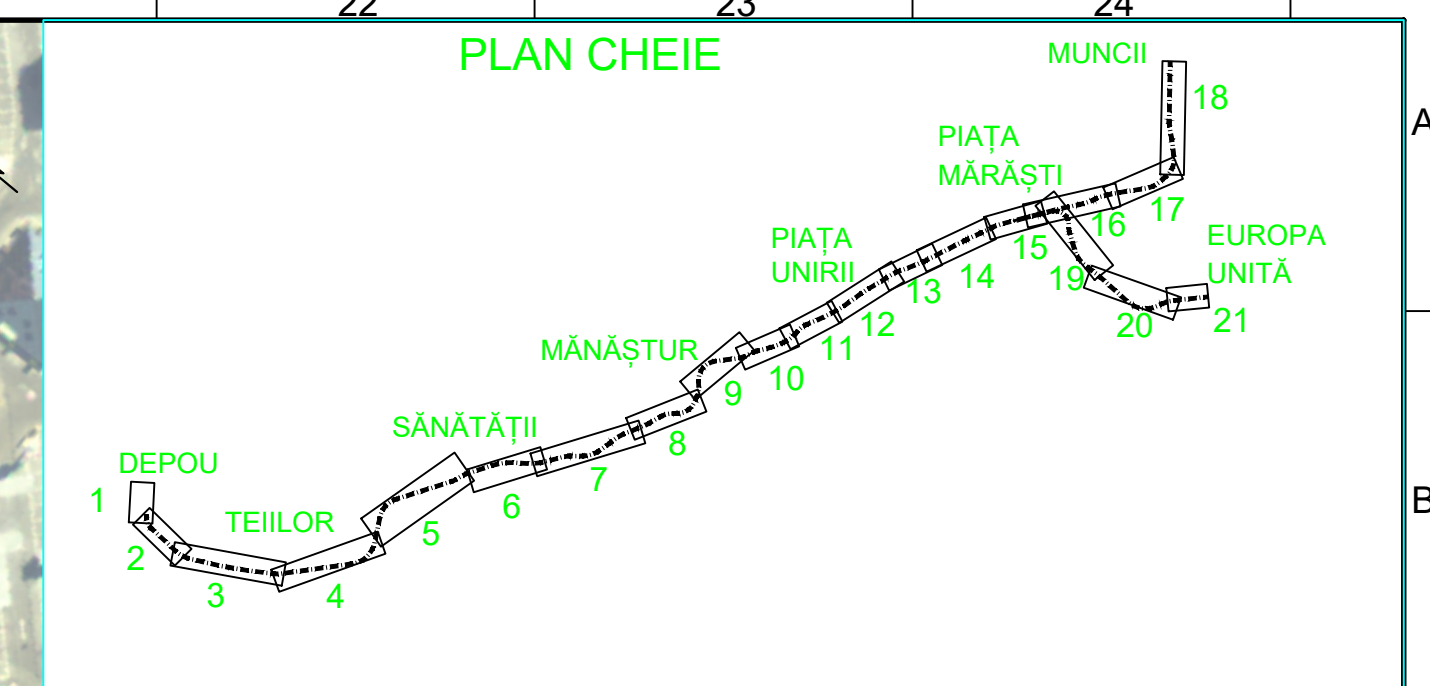 22
23
24
PLAN CHEIE
MUNCII
18
A
PIAȚA
MĂRĂȘTI
17
16
15
PIAȚA
UNIRII
EUROPA
UNITĂ
14
13
19
12
20
21
MĂNĂȘTUR
11
10
9
SĂNĂTĂȚII
8
DEPOU
7
1
6
B
TEIILOR
5
2
3
4